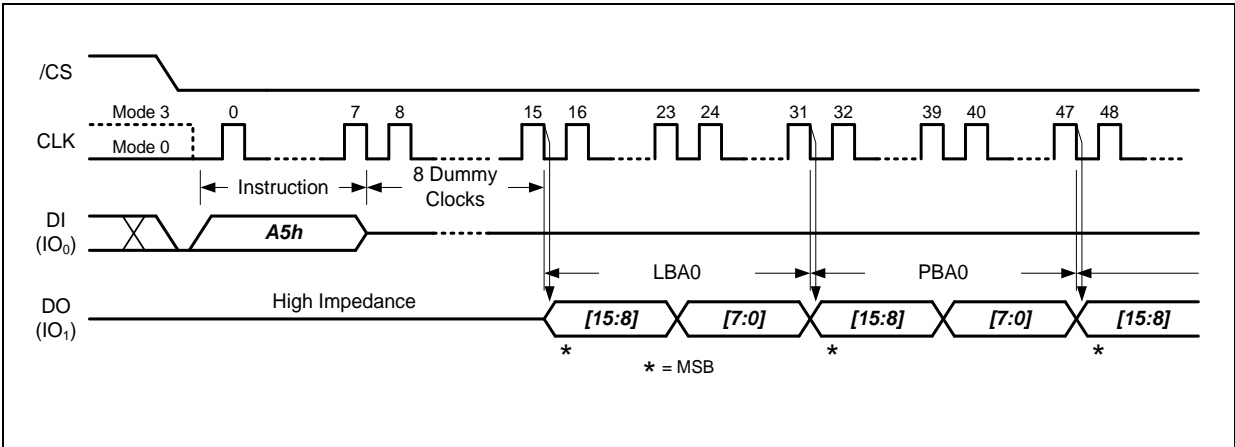 /CS
Mode 3
0 7 8 15 16 23 24 31 32 39 40 47 48
CLK
Mode 0
Instruction
8 Dummy
Clocks
DI
(IO₀)
A5h
LBA0
PBA0
High Impedance
DO
(IO₁)
[15:8] [7:0] [15:8] [7:0] [15:8]
* * *
* = MSB